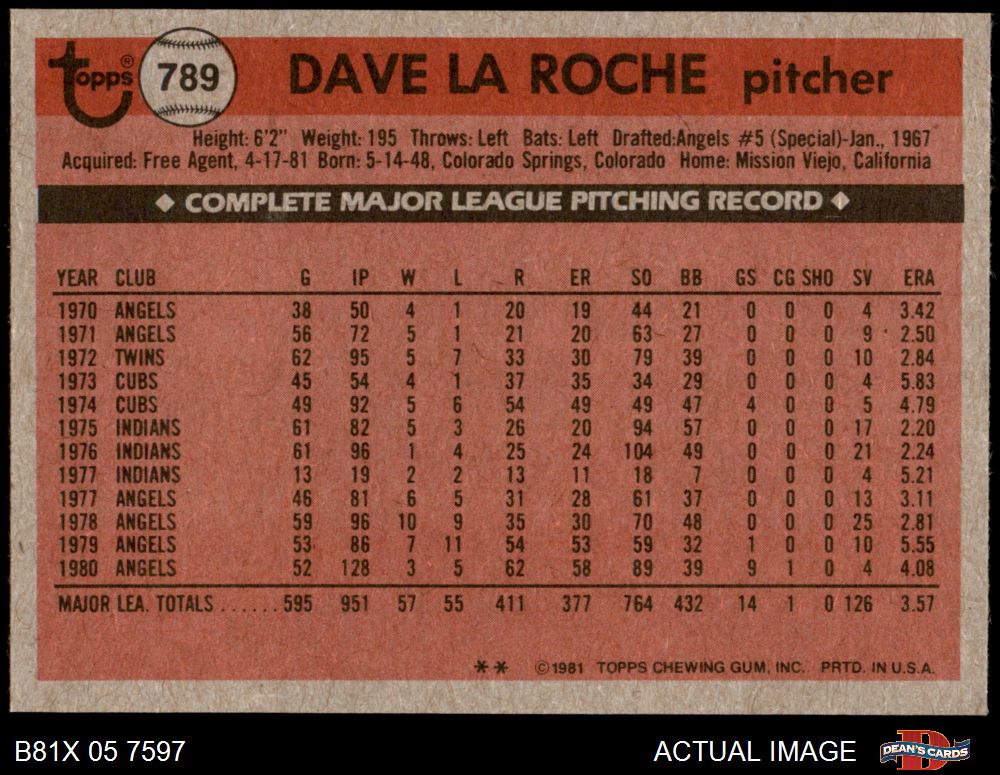 topps® 789 DAVE LA ROCHE pitcher
Height: 6'2" Weight: 195 Throws: Left Bats: Left Drafted:Angels #5 (Special)-Jan., 1967
Acquired: Free Agent, 4-17-81 Born: 5-14-48, Colorado Springs, Colorado Home: Mission Viejo, California
◆ COMPLETE MAJOR LEAGUE PITCHING RECORD ◆
YEAR CLUB G IP W L R ER SO BB GS CG SHO SV ERA
1970 ANGELS 38 50 4 1 20 19 44 21 0 0 0 4 3.42
1971 ANGELS 56 72 5 1 21 20 63 27 0 0 0 9 2.50
1972 TWINS 62 95 5 7 33 30 79 39 0 0 0 10 2.84
1973 CUBS 45 54 4 1 37 35 34 29 0 0 0 4 5.83
1974 CUBS 49 92 5 6 54 49 49 47 4 0 0 5 4.79
1975 INDIANS 61 82 5 3 26 20 94 57 0 0 0 17 2.20
1976 INDIANS 61 96 1 4 25 24 104 49 0 0 0 21 2.24
1977 INDIANS 13 19 2 2 13 11 18 7 0 0 0 4 5.21
1977 ANGELS 46 81 6 5 31 28 61 37 0 0 0 13 3.11
1978 ANGELS 59 96 10 9 35 30 70 48 0 0 0 25 2.81
1979 ANGELS 53 86 7 11 54 53 59 32 1 0 0 10 5.55
1980 ANGELS 52 128 3 5 62 58 89 39 9 1 0 4 4.08
MAJOR LEA. TOTALS ...... 595 951 57 55 411 377 764 432 14 1 0 126 3.57
** ©1981 TOPPS CHEWING GUM, INC. PRTD. IN U.S.A.
B81X 05 7597 ACTUAL IMAGE D DEAN'S CARDS